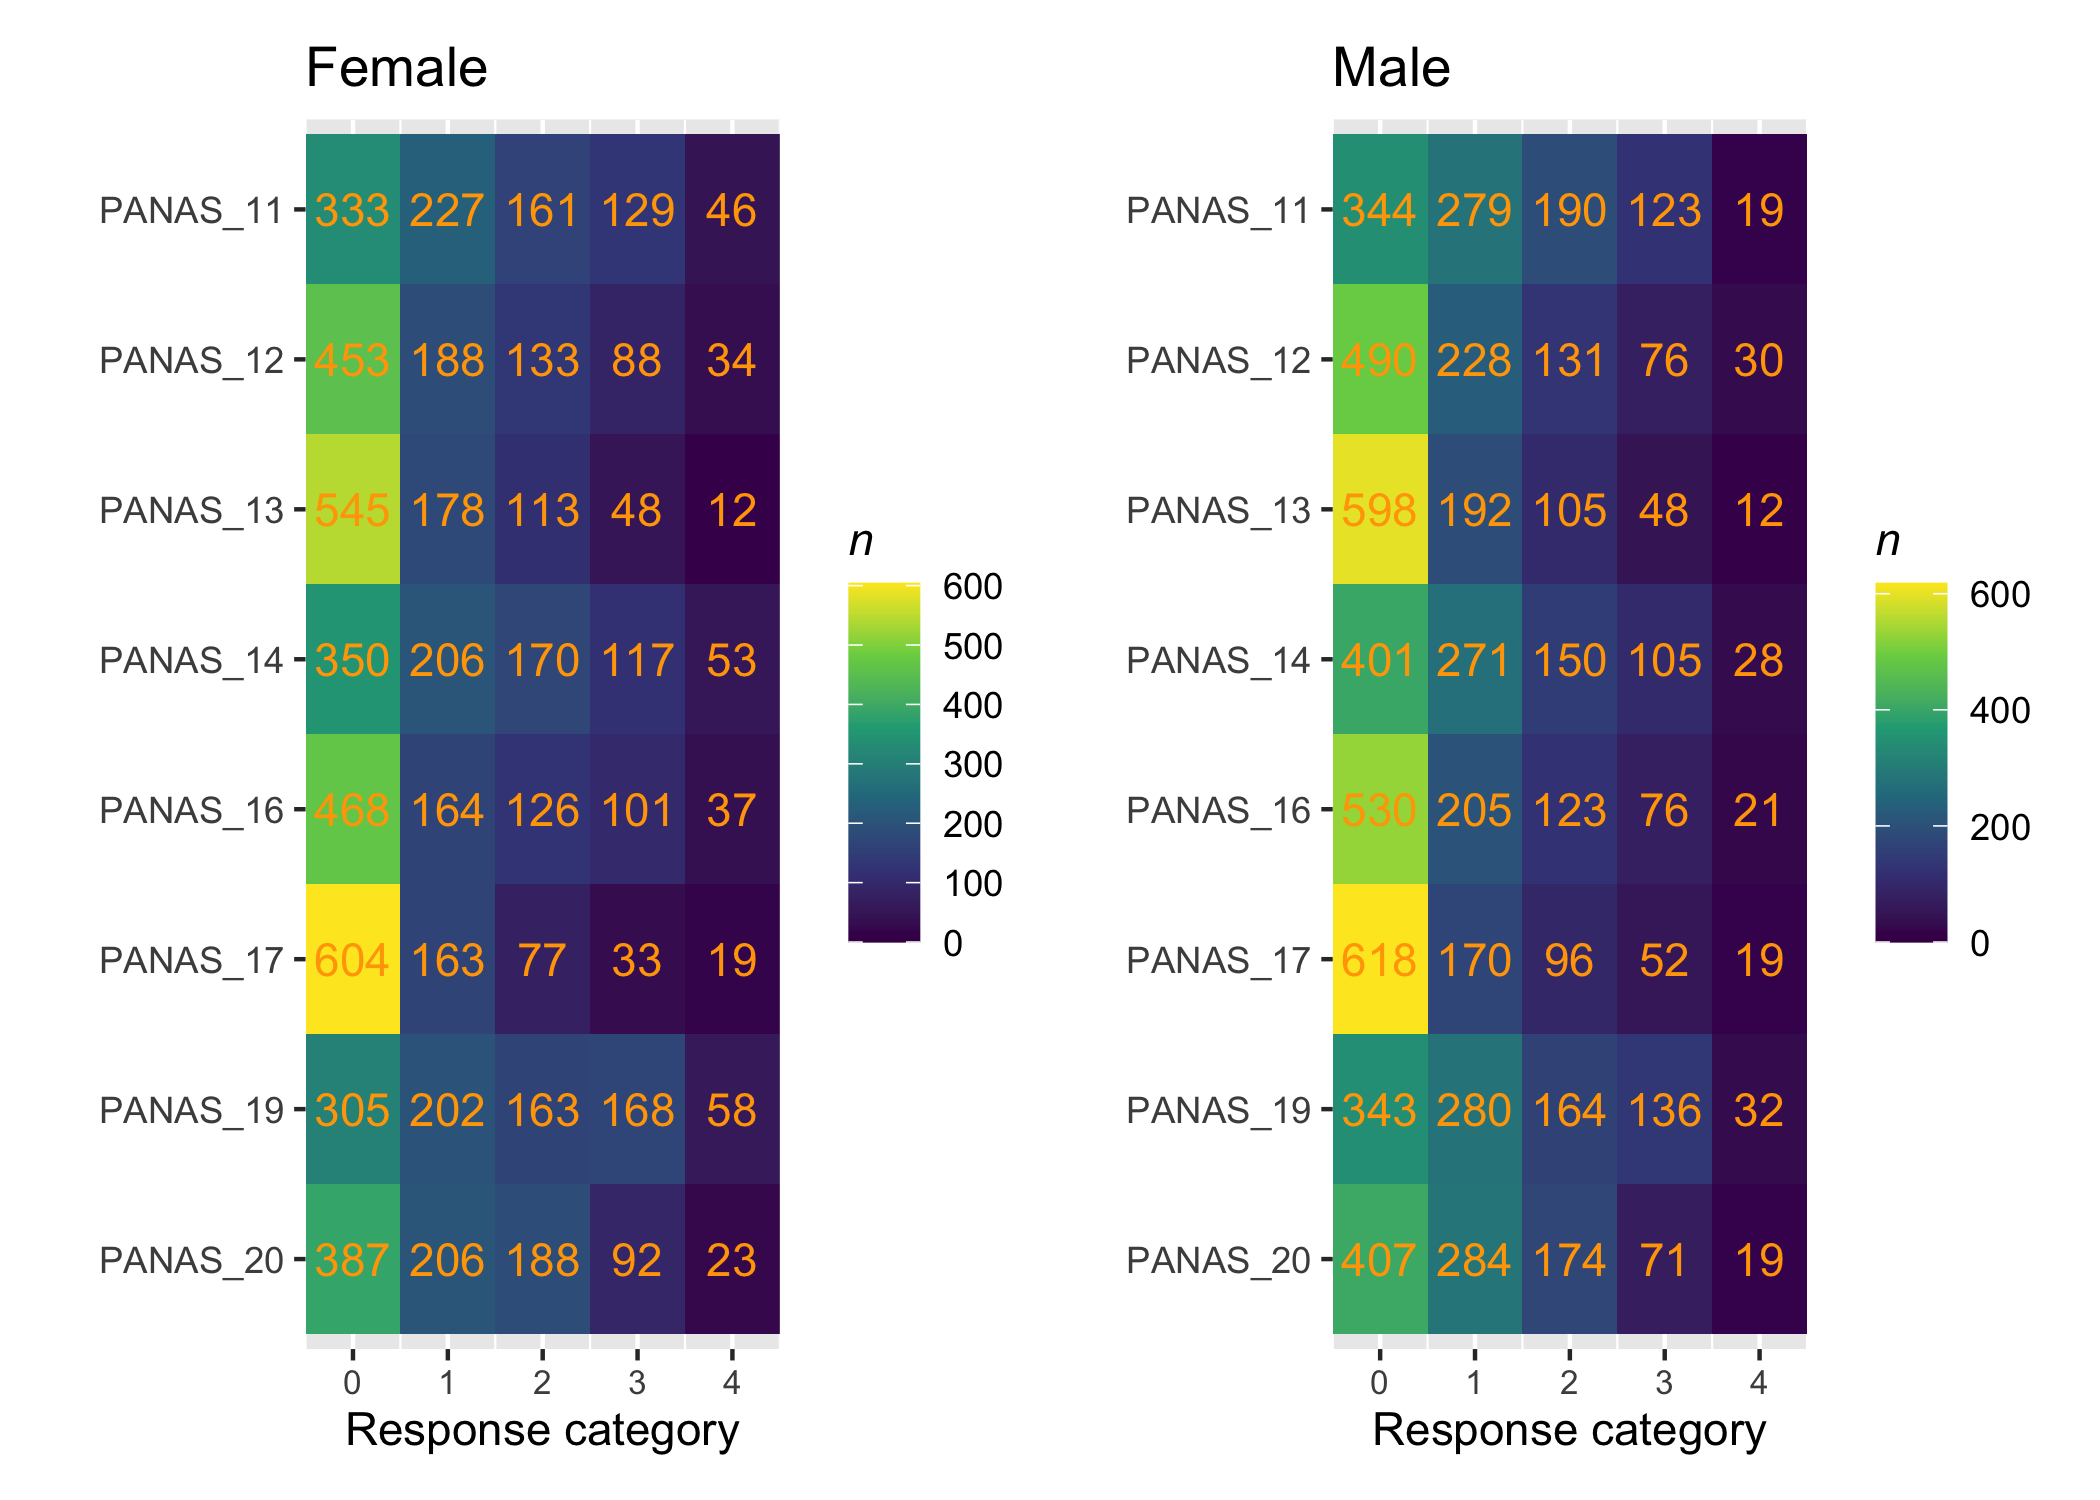 Female
PANAS_11 333 227 161 129 46
PANAS_12 453 188 133 88 34
PANAS_13 545 178 113 48 12
PANAS_14 350 206 170 117 53
PANAS_16 468 164 126 101 37
PANAS_17 604 163 77 33 19
PANAS_19 305 202 163 168 58
PANAS_20 387 206 188 92 23
0 1 2 3 4
Response category
n
600
500
400
300
200
100
0
Male
PANAS_11 344 279 190 123 19
PANAS_12 490 228 131 76 30
PANAS_13 598 192 105 48 12
PANAS_14 401 271 150 105 28
PANAS_16 530 205 123 76 21
PANAS_17 618 170 96 52 19
PANAS_19 343 280 164 136 32
PANAS_20 407 284 174 71 19
0 1 2 3 4
Response category
n
600
400
200
0